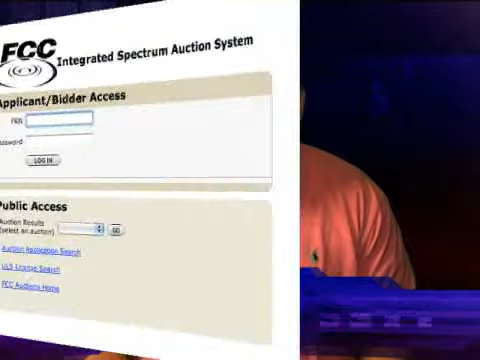 FCC
Integrated Spectrum Auction System
Applicant/Bidder Access
FRN
Password
LOG IN
Public Access
Auction Results
(select an auction)
GO
Auction Application Search
ULS License Search
FCC Auctions Home